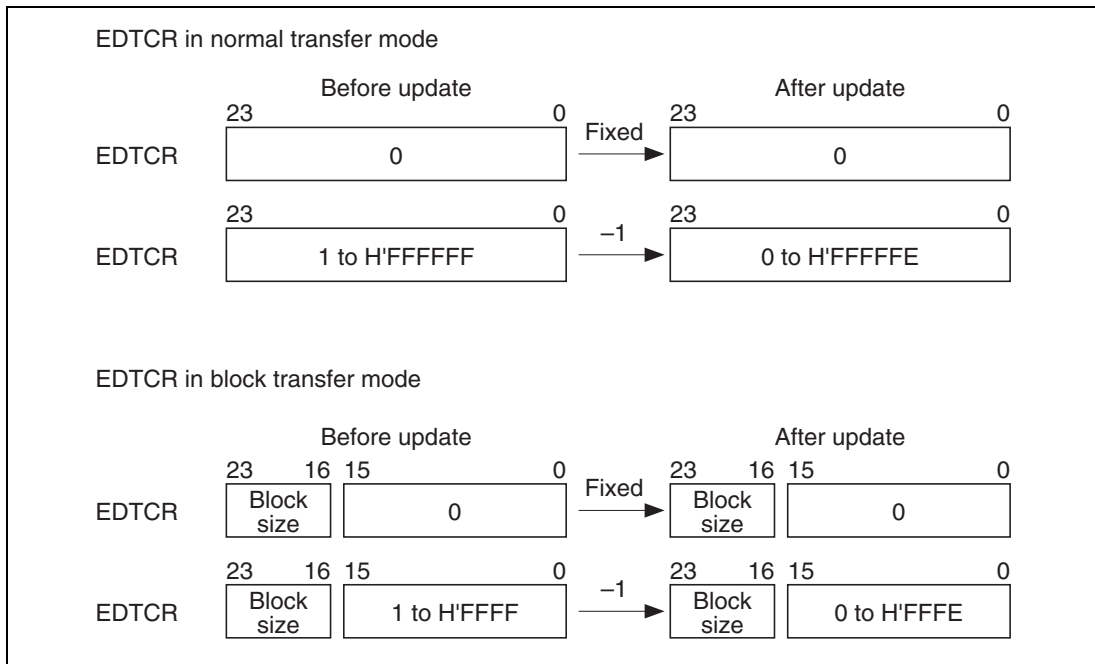 EDTCR in normal transfer mode
Before update After update
23 0 Fixed 23 0
EDTCR 0 0
23 0 –1 23 0
EDTCR 1 to H'FFFFFF 0 to H'FFFFFE
EDTCR in block transfer mode
Before update After update
23 16 15 0 Fixed 23 16 15 0
EDTCR Block size 0 Block size 0
23 16 15 0 –1 23 16 15 0
EDTCR Block size 1 to H'FFFF Block size 0 to H'FFFE